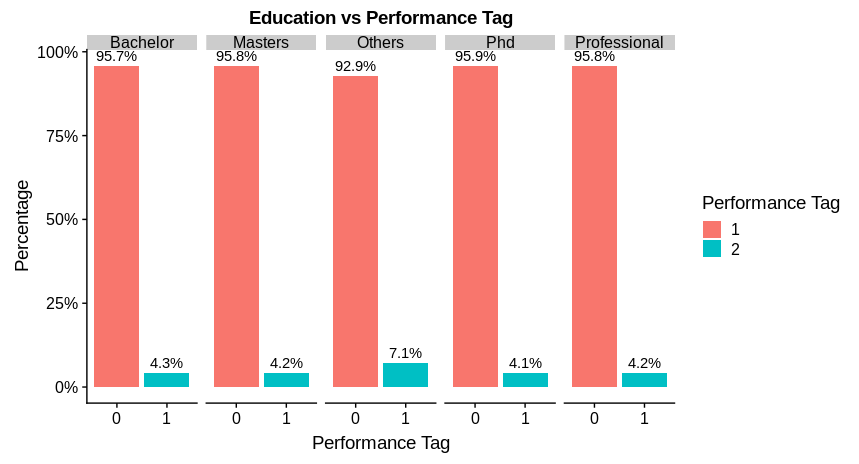 Education vs Performance Tag
Bachelor Masters Others Phd Professional
100%
95.7% 95.8% 92.9% 95.9% 95.8%
75%
50%
25%
4.3% 4.2% 7.1% 4.1% 4.2%
0%
0 1 0 1 0 1 0 1 0 1
Performance Tag
Percentage
Performance Tag
1
2